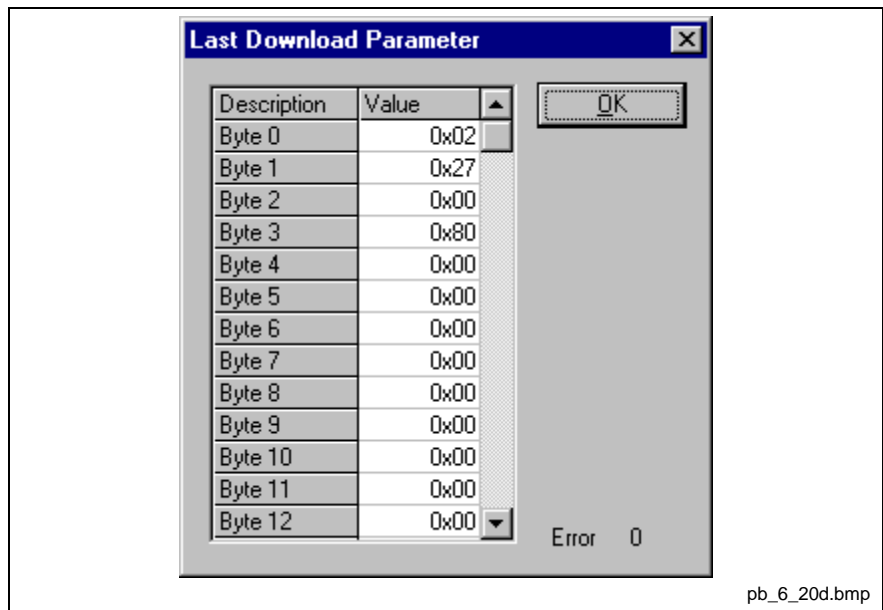 Last Download Parameter
Description Value
OK
Byte 0 0x02
Byte 1 0x27
Byte 2 0x00
Byte 3 0x80
Byte 4 0x00
Byte 5 0x00
Byte 6 0x00
Byte 7 0x00
Byte 8 0x00
Byte 9 0x00
Byte 10 0x00
Byte 11 0x00
Byte 12 0x00
Error 0
pb_6_20d.bmp